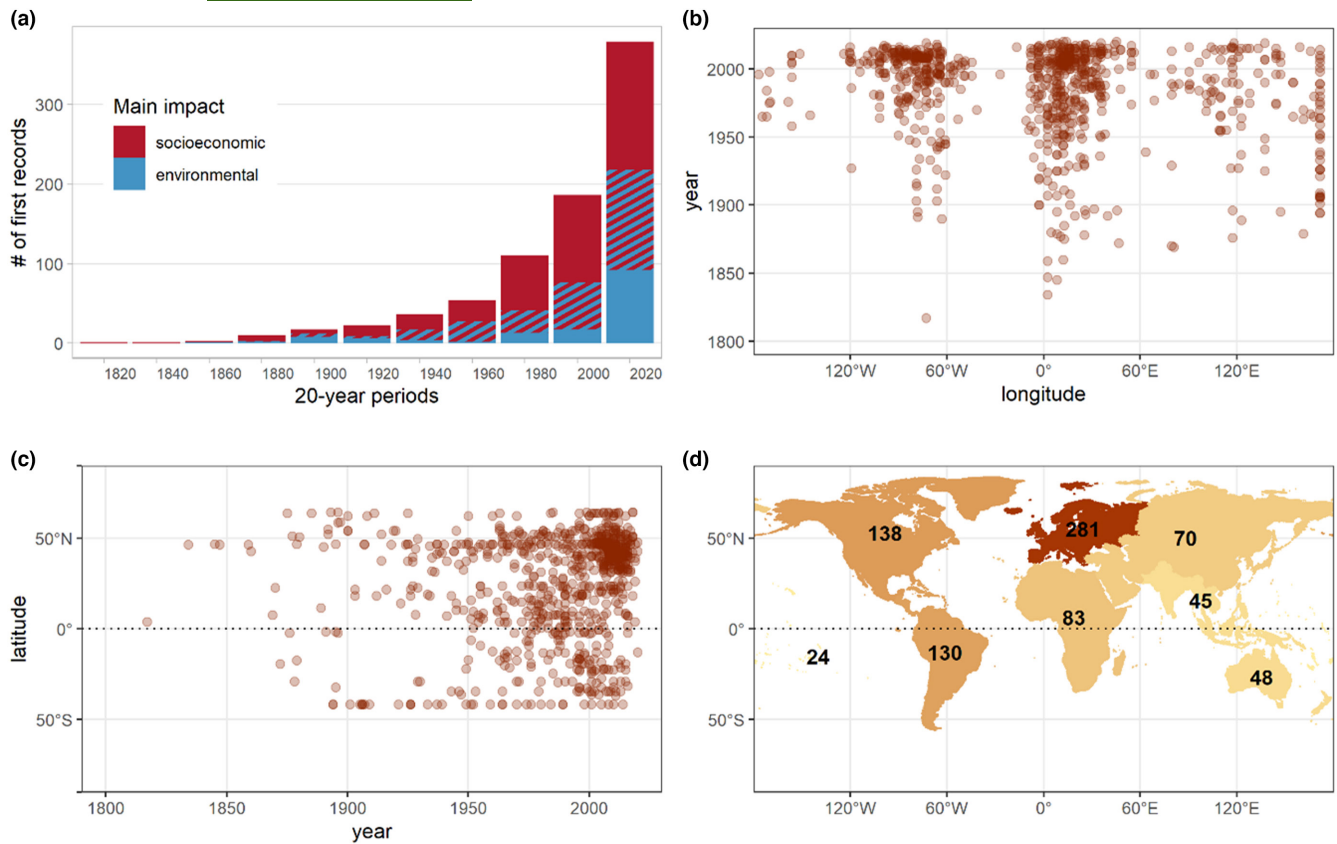 (a)
# of first records
300
200
100
0
Main impact
socioeconomic
environmental
1820 1840 1860 1880 1900 1920 1940 1960 1980 2000 2020
20-year periods
(b)
year
2000
1950
1900
1850
1800
120°W 60°W 0° 60°E 120°E
longitude
(c)
latitude
50°N
0°
50°S
1800 1850 1900 1950 2000
year
(d)
50°N
0°
50°S
138
281
70
45
83
24
130
48
120°W 60°W 0° 60°E 120°E